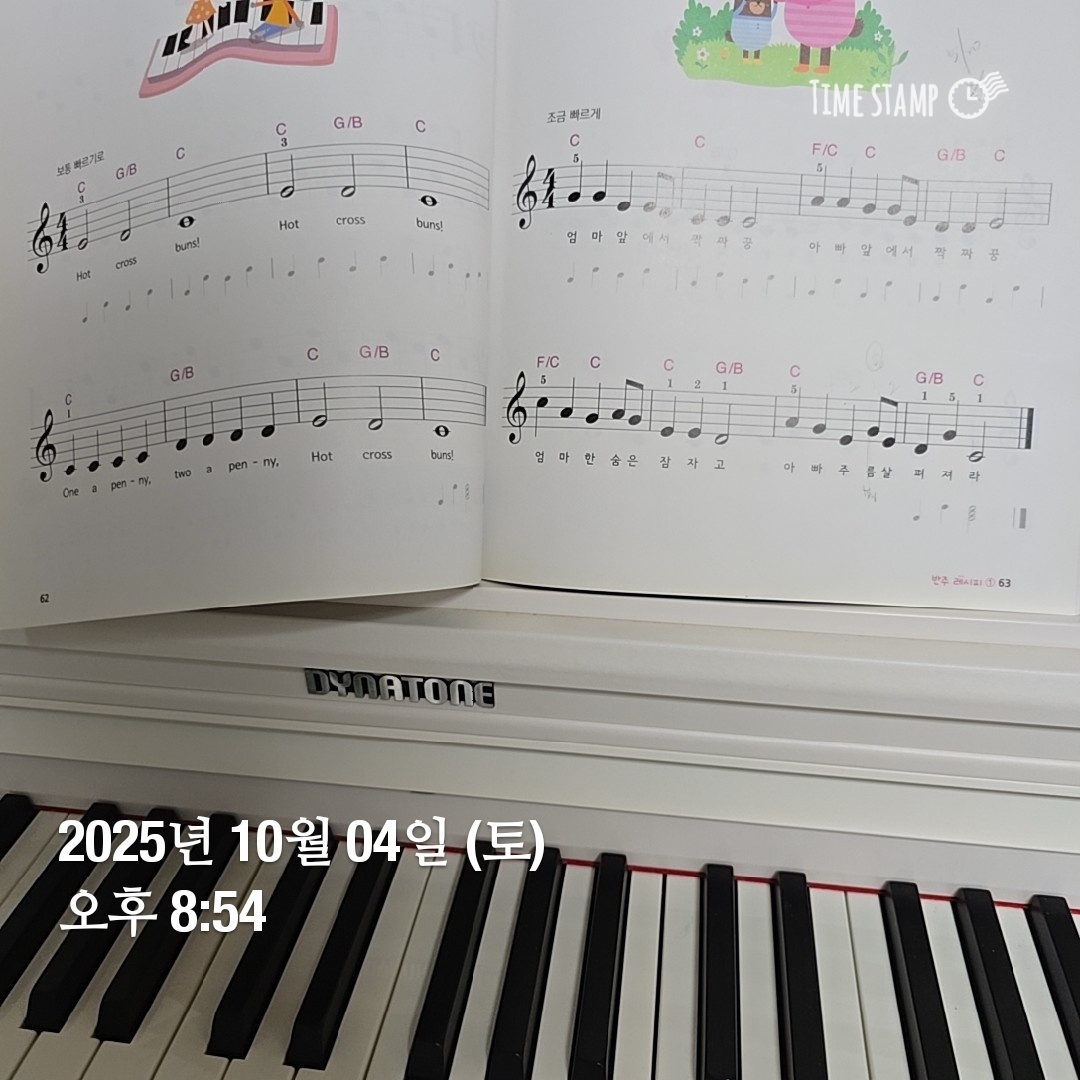 TIME STAMP
보통 빠르기로
C G/B C C G/B C
3 3
Hot cross buns! Hot cross buns!
C G/B C G/B C
1
One a pen - ny, two a pen - ny, Hot cross buns!
62
조금 빠르게
C C F/C C G/B C
5 5
엄 마 앞 에 서 짝 짜 꿍 아 빠 앞 에 서 짝 짜 꿍
F/C C C G/B C G/B C
5 1 2 1 5 1 5 1
엄 마 한 숨 은 잠 자 고 아 빠 주 름 살 펴 져 라
반주 레시피 ① 63
DYNATONE
2025년 10월 04일 (토)
오후 8:54